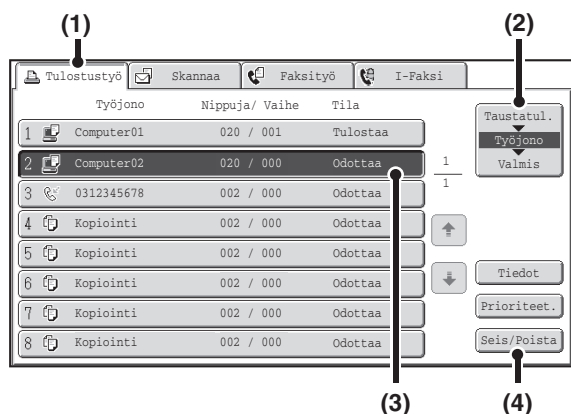 (1) (2)
Tulostustyö Skannaa Faksityö I-Faksi
Työjono Nippuja/ Vaihe Tila
Taustatul.
Työjono
Valmis
1 Computer01 020 / 001 Tulostaa
2 Computer02 020 / 000 Odottaa
3 0312345678 002 / 000 Odottaa
4 Kopiointi 002 / 000 Odottaa
5 Kopiointi 002 / 000 Odottaa
6 Kopiointi 002 / 000 Odottaa
7 Kopiointi 002 / 000 Odottaa
8 Kopiointi 002 / 000 Odottaa
1
1
Tiedot
Prioriteet.
Seis/Poista
(3) (4)